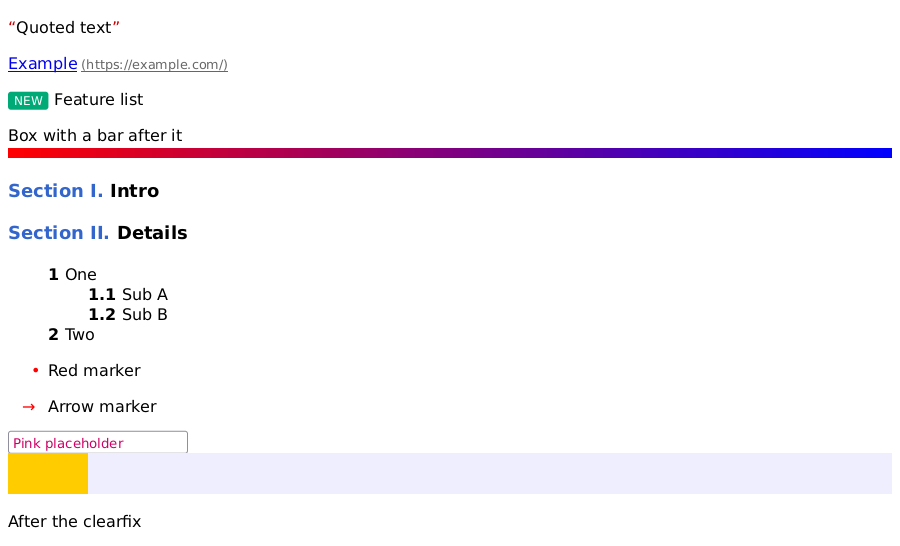 “Quoted text”
Example (https://example.com/)
NEW Feature list
Box with a bar after it
Section I. Intro
Section II. Details
1 One
1.1 Sub A
1.2 Sub B
2 Two
• Red marker
→ Arrow marker
Pink placeholder
After the clearfix